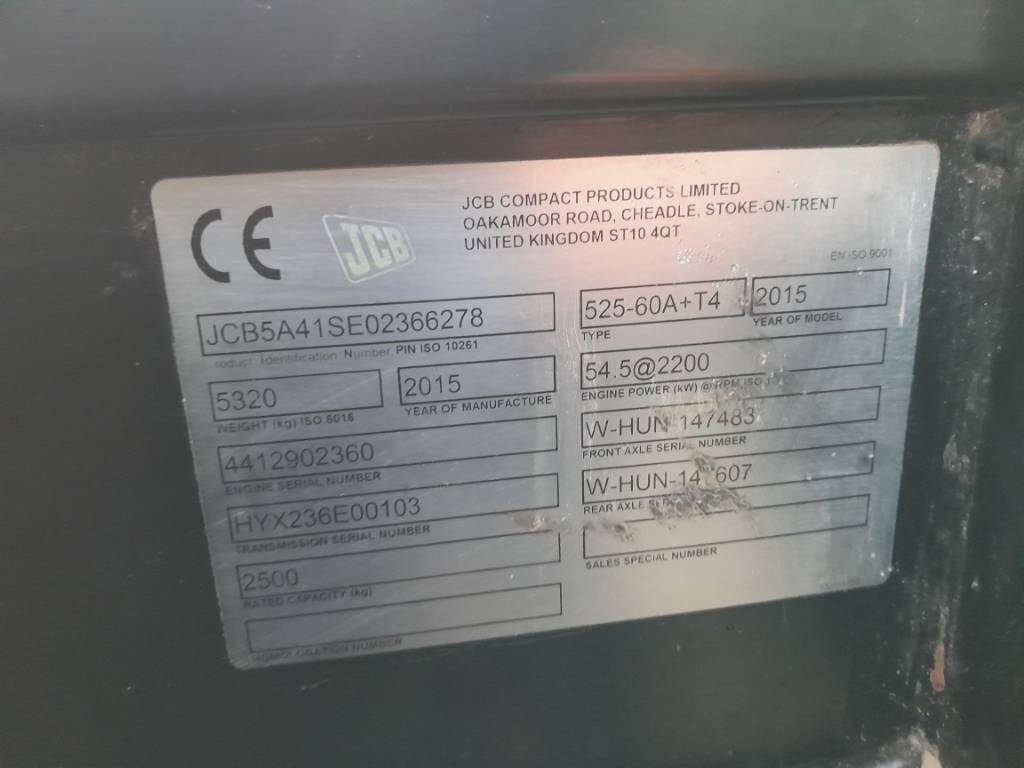 CE
JCB
JCB COMPACT PRODUCTS LIMITED
OAKAMOOR ROAD, CHEADLE, STOKE-ON-TRENT
UNITED KINGDOM ST10 4QT
EN ISO 9001
JCB5A41SE02366278
roduct Identification Number, PIN ISO 10261
5320
WEIGHT (kg) ISO 6016
2015
YEAR OF MANUFACTURE
4412902360
ENGINE SERIAL NUMBER
HYX236E00103
TRANSMISSION SERIAL NUMBER
2500
RATED CAPACITY (kg)
HOMOLOGATION NUMBER
525-60A+T4
TYPE
2015
YEAR OF MODEL
54.5@2200
ENGINE POWER (kW) @ RPM ISO
W-HUN-147483
FRONT AXLE SERIAL NUMBER
REAR AXLE
SALES SPECIAL NUMBER